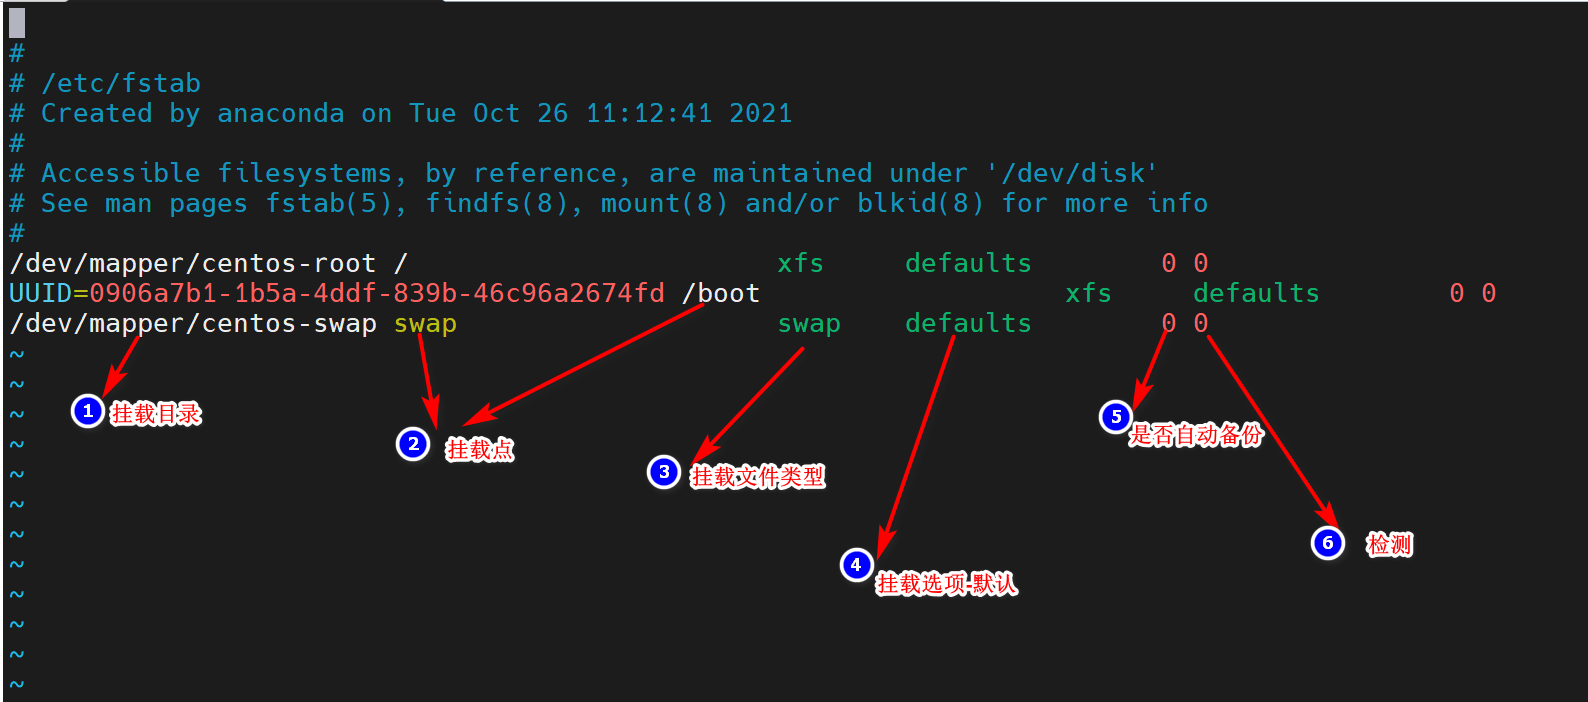 #
# /etc/fstab
# Created by anaconda on Tue Oct 26 11:12:41 2021
#
# Accessible filesystems, by reference, are maintained under '/dev/disk'
# See man pages fstab(5), findfs(8), mount(8) and/or blkid(8) for more info
#
/dev/mapper/centos-root / xfs defaults 0 0
UUID=0906a7b1-1b5a-4ddf-839b-46c96a2674fd /boot xfs defaults 0 0
/dev/mapper/centos-swap swap swap defaults 0 0
~
~
~
~
~
~
~
~
~
~
~
~
1 挂载目录
2 挂载点
3 挂载文件类型
4 挂载选项-默认
5 是否自动备份
6 检测